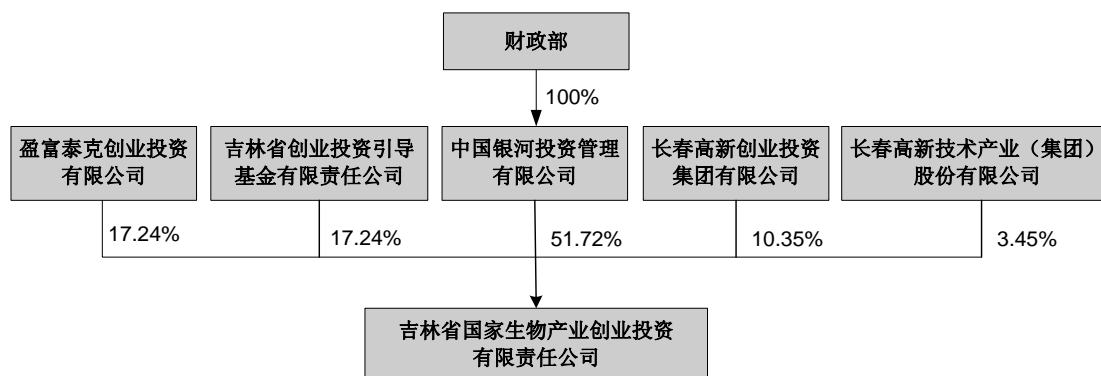 财政部
100%
盈富泰克创业投资
有限公司
吉林省创业投资引导
基金有限责任公司
中国银河投资管理
有限公司
长春高新创业投资
集团有限公司
长春高新技术产业（集团）
股份有限公司
17.24%
17.24%
51.72%
10.35%
3.45%
吉林省国家生物产业创业投资
有限责任公司